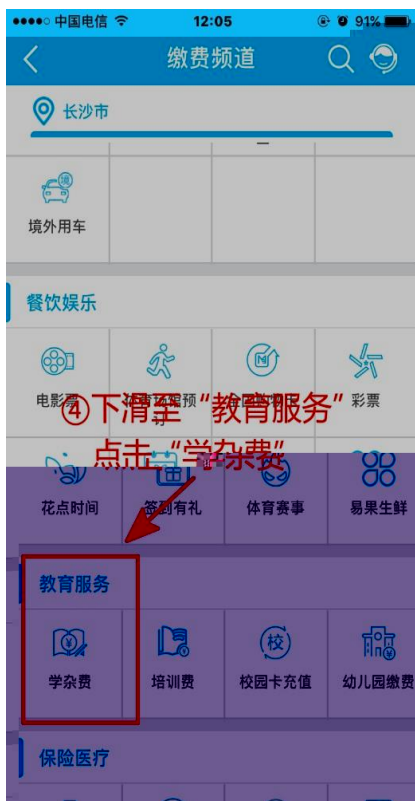 中国电信 12:05 91%
缴费频道
长沙市
境外用车
餐饮娱乐
彩票
④下滑至“教育服务”
点击“学杂费”
花点时间 签到有礼 体育赛事 易果生鲜
教育服务
学杂费 培训费 校园卡充值 幼儿园缴费
保险医疗